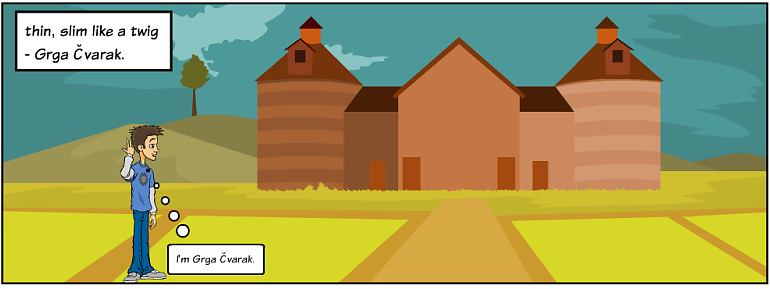 thin, slim like a twig
- Grga Čvarak.
I'm Grga Čvarak.